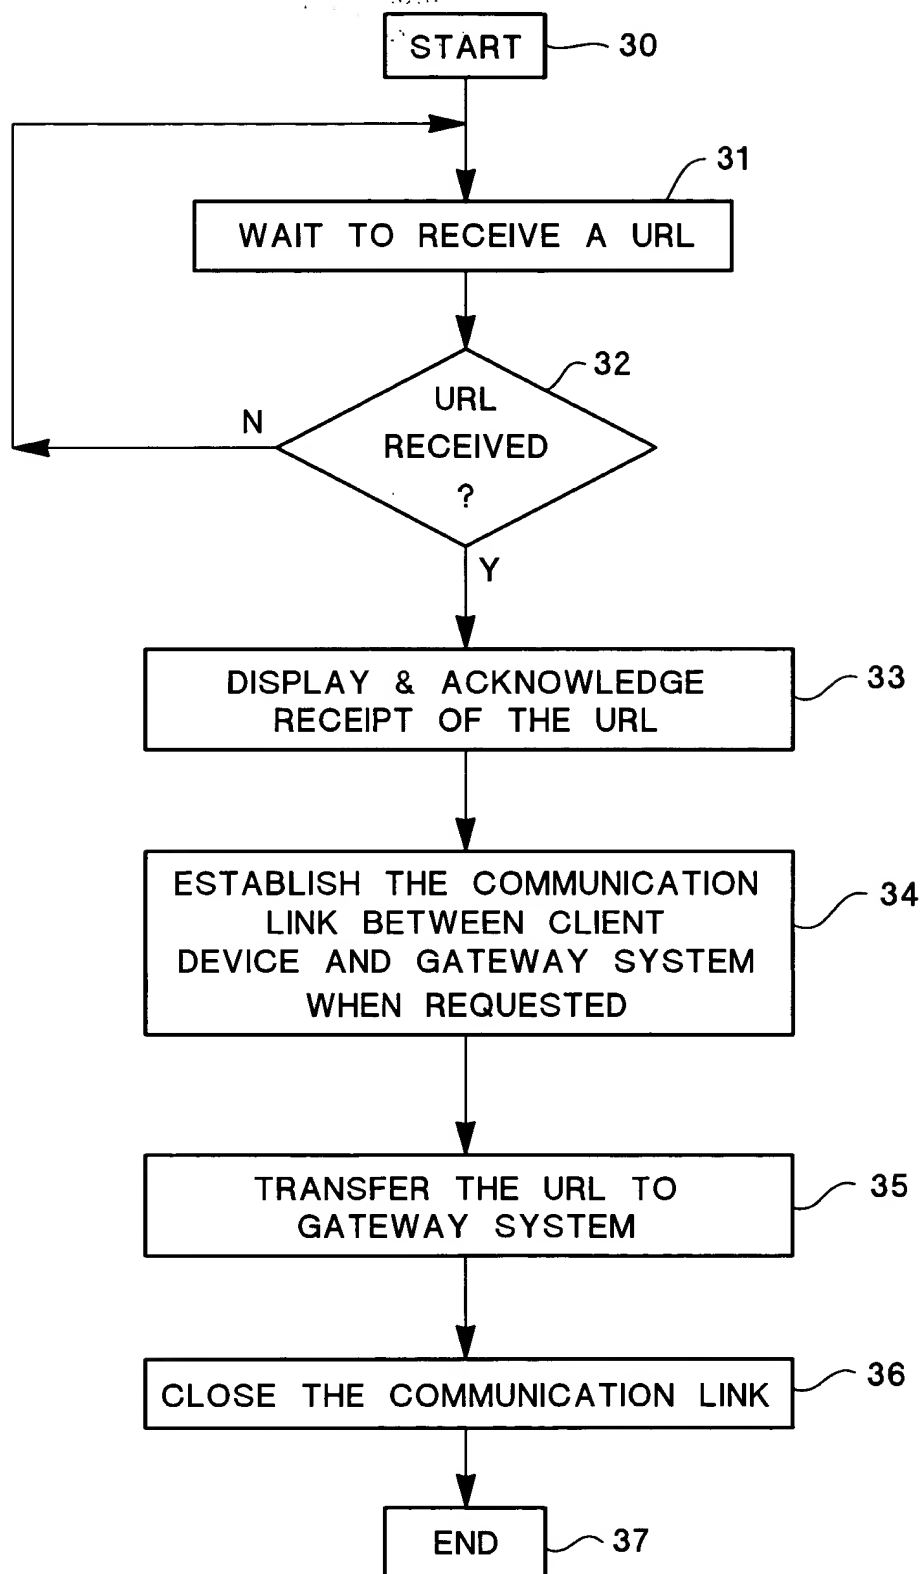 START
30
31
WAIT TO RECEIVE A URL
32
URL
RECEIVED
?
N
Y
DISPLAY & ACKNOWLEDGE
RECEIPT OF THE URL
33
ESTABLISH THE COMMUNICATION
LINK BETWEEN CLIENT
DEVICE AND GATEWAY SYSTEM
WHEN REQUESTED
34
TRANSFER THE URL TO
GATEWAY SYSTEM
35
CLOSE THE COMMUNICATION LINK
36
END
37